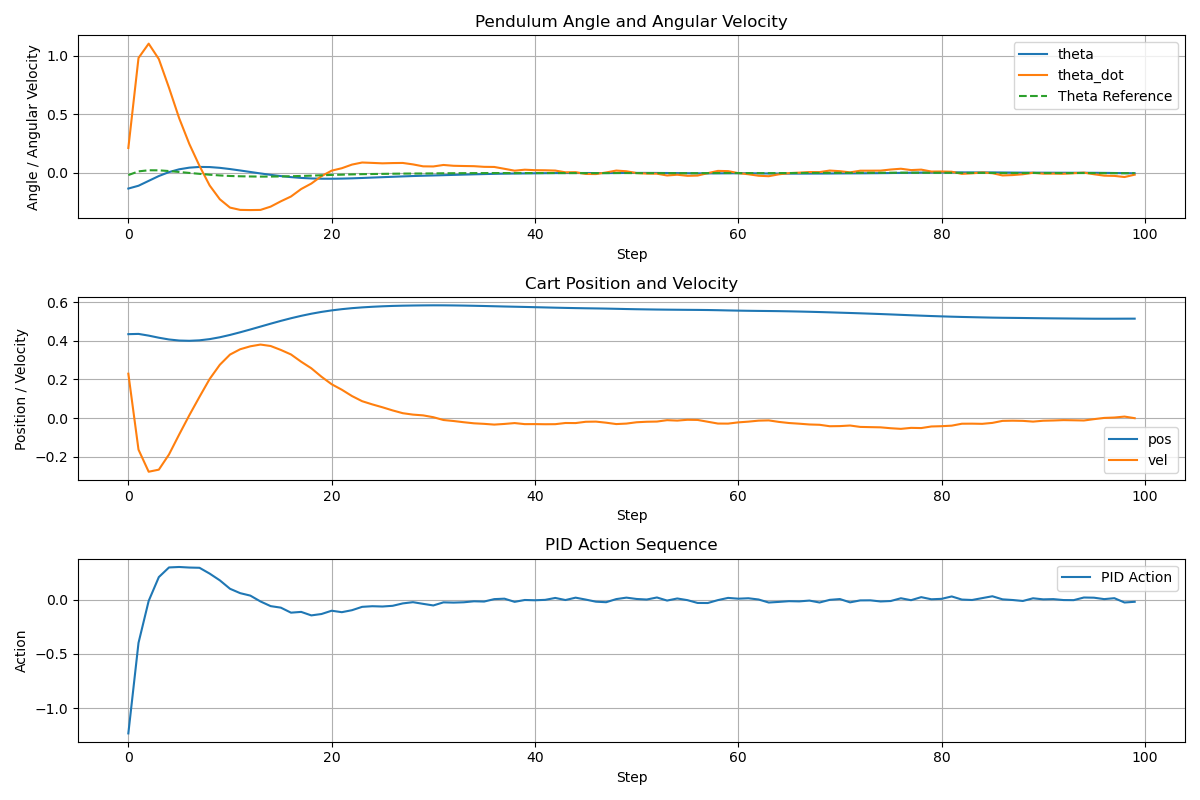 Pendulum Angle and Angular Velocity
Angle / Angular Velocity
1.0
0.5
0.0
theta
theta_dot
Theta Reference
0 20 40 60 80 100
Step
Cart Position and Velocity
Position / Velocity
0.6
0.4
0.2
0.0
−0.2
pos
vel
0 20 40 60 80 100
Step
PID Action Sequence
Action
0.0
−0.5
−1.0
PID Action
0 20 40 60 80 100
Step